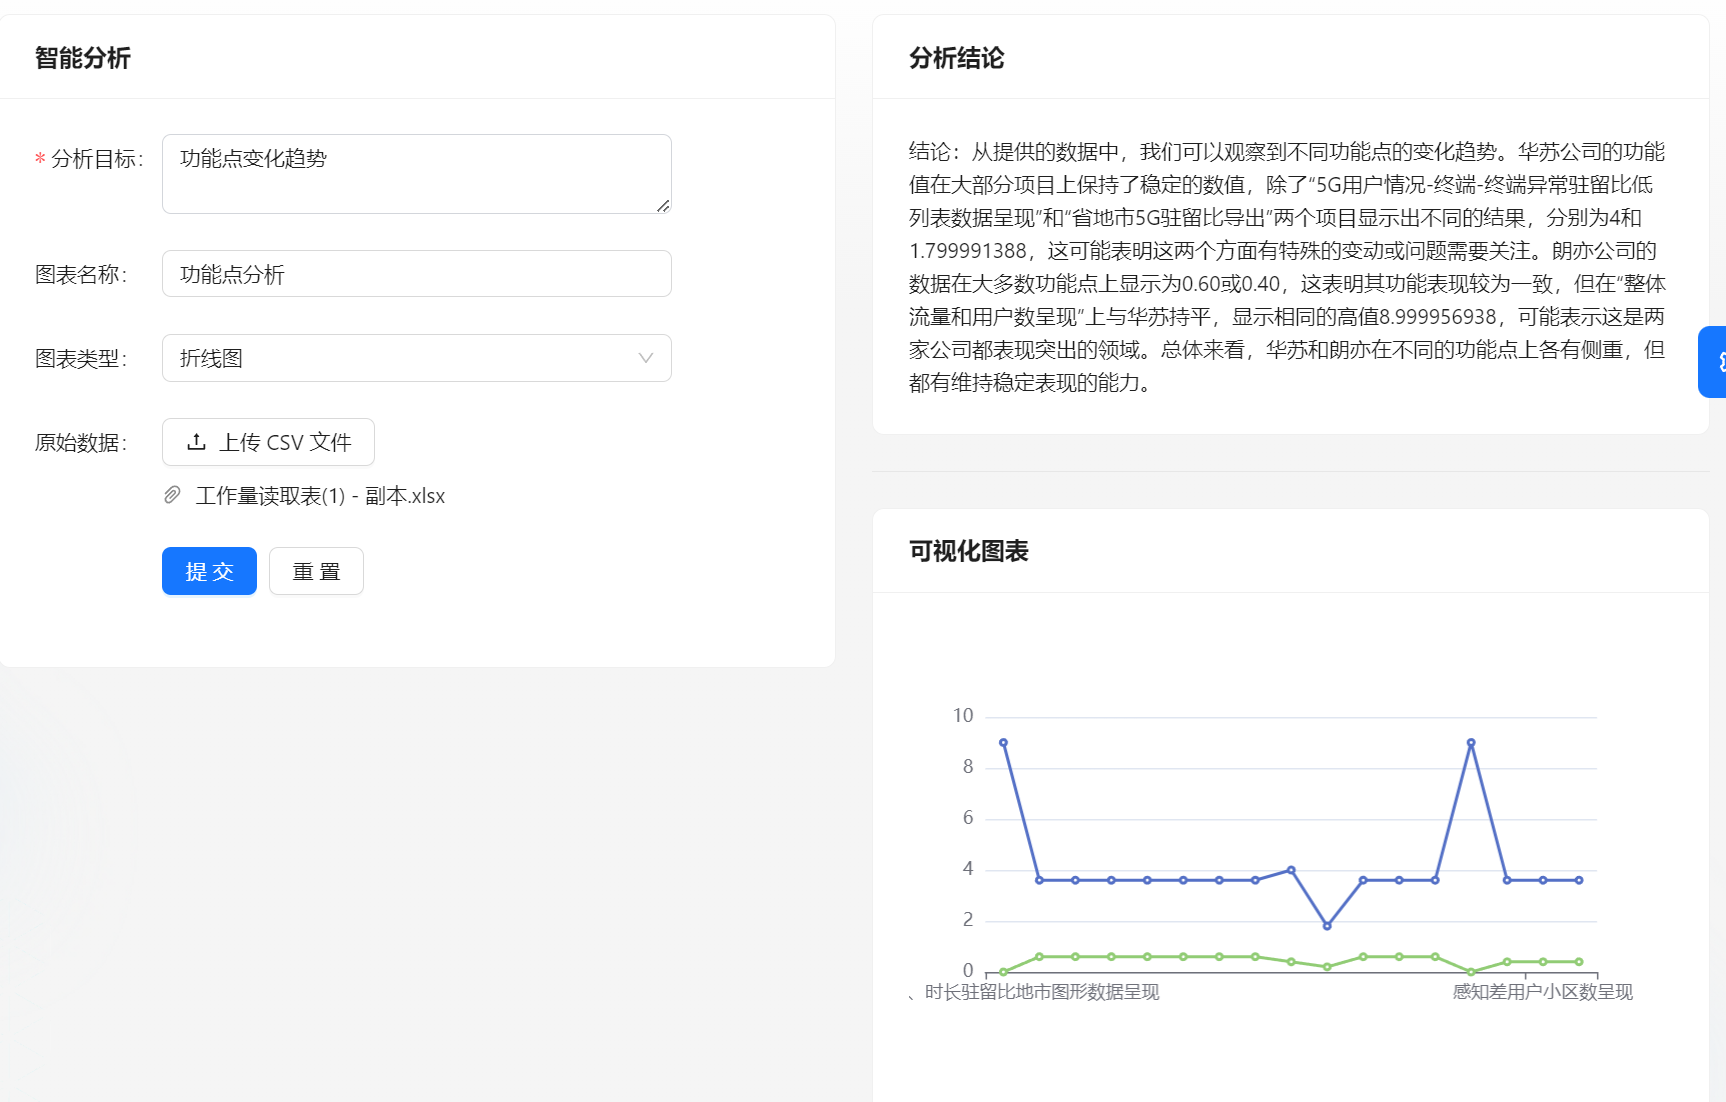 智能分析
* 分析目标：
功能点变化趋势
图表名称：
功能点分析
图表类型：
折线图
原始数据：
上传 CSV 文件
工作量读取表(1) - 副本.xlsx
提 交
重 置
分析结论
结论：从提供的数据中，我们可以观察到不同功能点的变化趋势。华苏公司的功能
值在大部分项目上保持了稳定的数值，除了“5G用户情况-终端-终端异常驻留比低
列表数据呈现”和“省地市5G驻留比导出”两个项目显示出不同的结果，分别为4和
1.799991388，这可能表明这两个方面有特殊的变动或问题需要关注。朗亦公司的
数据在大多数功能点上显示为0.60或0.40，这表明其功能表现较为一致，但在“整体
流量和用户数呈现”上与华苏持平，显示相同的高值8.999956938，可能表示这是两
家公司都表现突出的领域。总体来看，华苏和朗亦在不同的功能点上各有侧重，但
都有维持稳定表现的能力。
可视化图表
10
8
6
4
2
0
、时长驻留比地市图形数据呈现
感知差用户小区数呈现